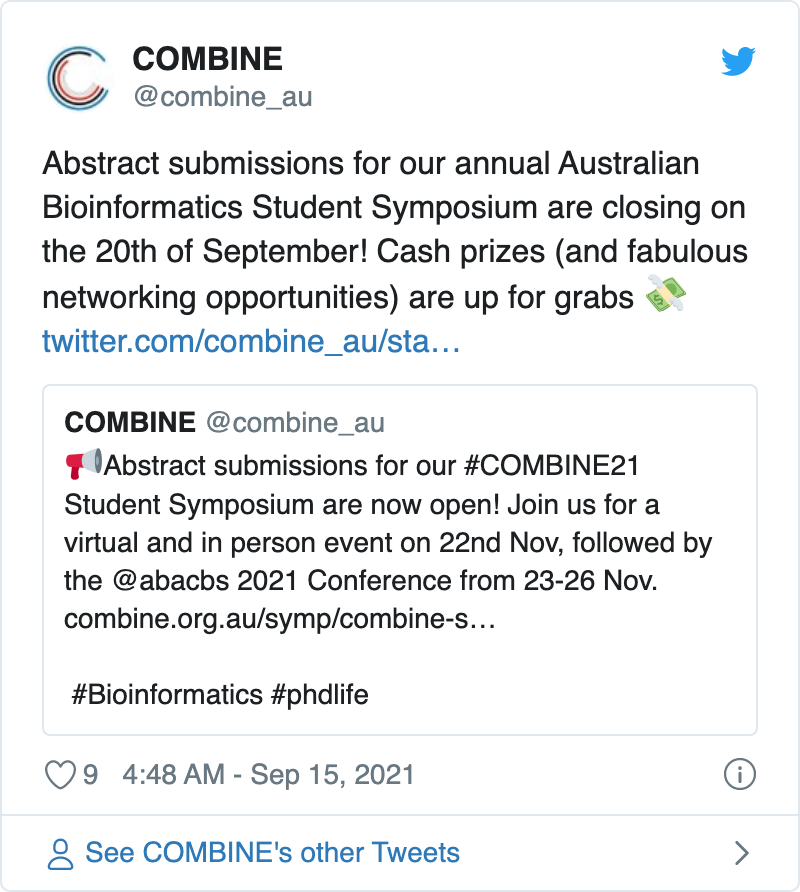 COMBINE
@combine_au
Abstract submissions for our annual Australian
Bioinformatics Student Symposium are closing on
the 20th of September! Cash prizes (and fabulous
networking opportunities) are up for grabs 💸
twitter.com/combine_au/sta…
COMBINE @combine_au
📢Abstract submissions for our #COMBINE21
Student Symposium are now open! Join us for a
virtual and in person event on 22nd Nov, followed by
the @abacbs 2021 Conference from 23-26 Nov.
combine.org.au/symp/combine-s…
#Bioinformatics #phdlife
9 4:48 AM - Sep 15, 2021
See COMBINE's other Tweets